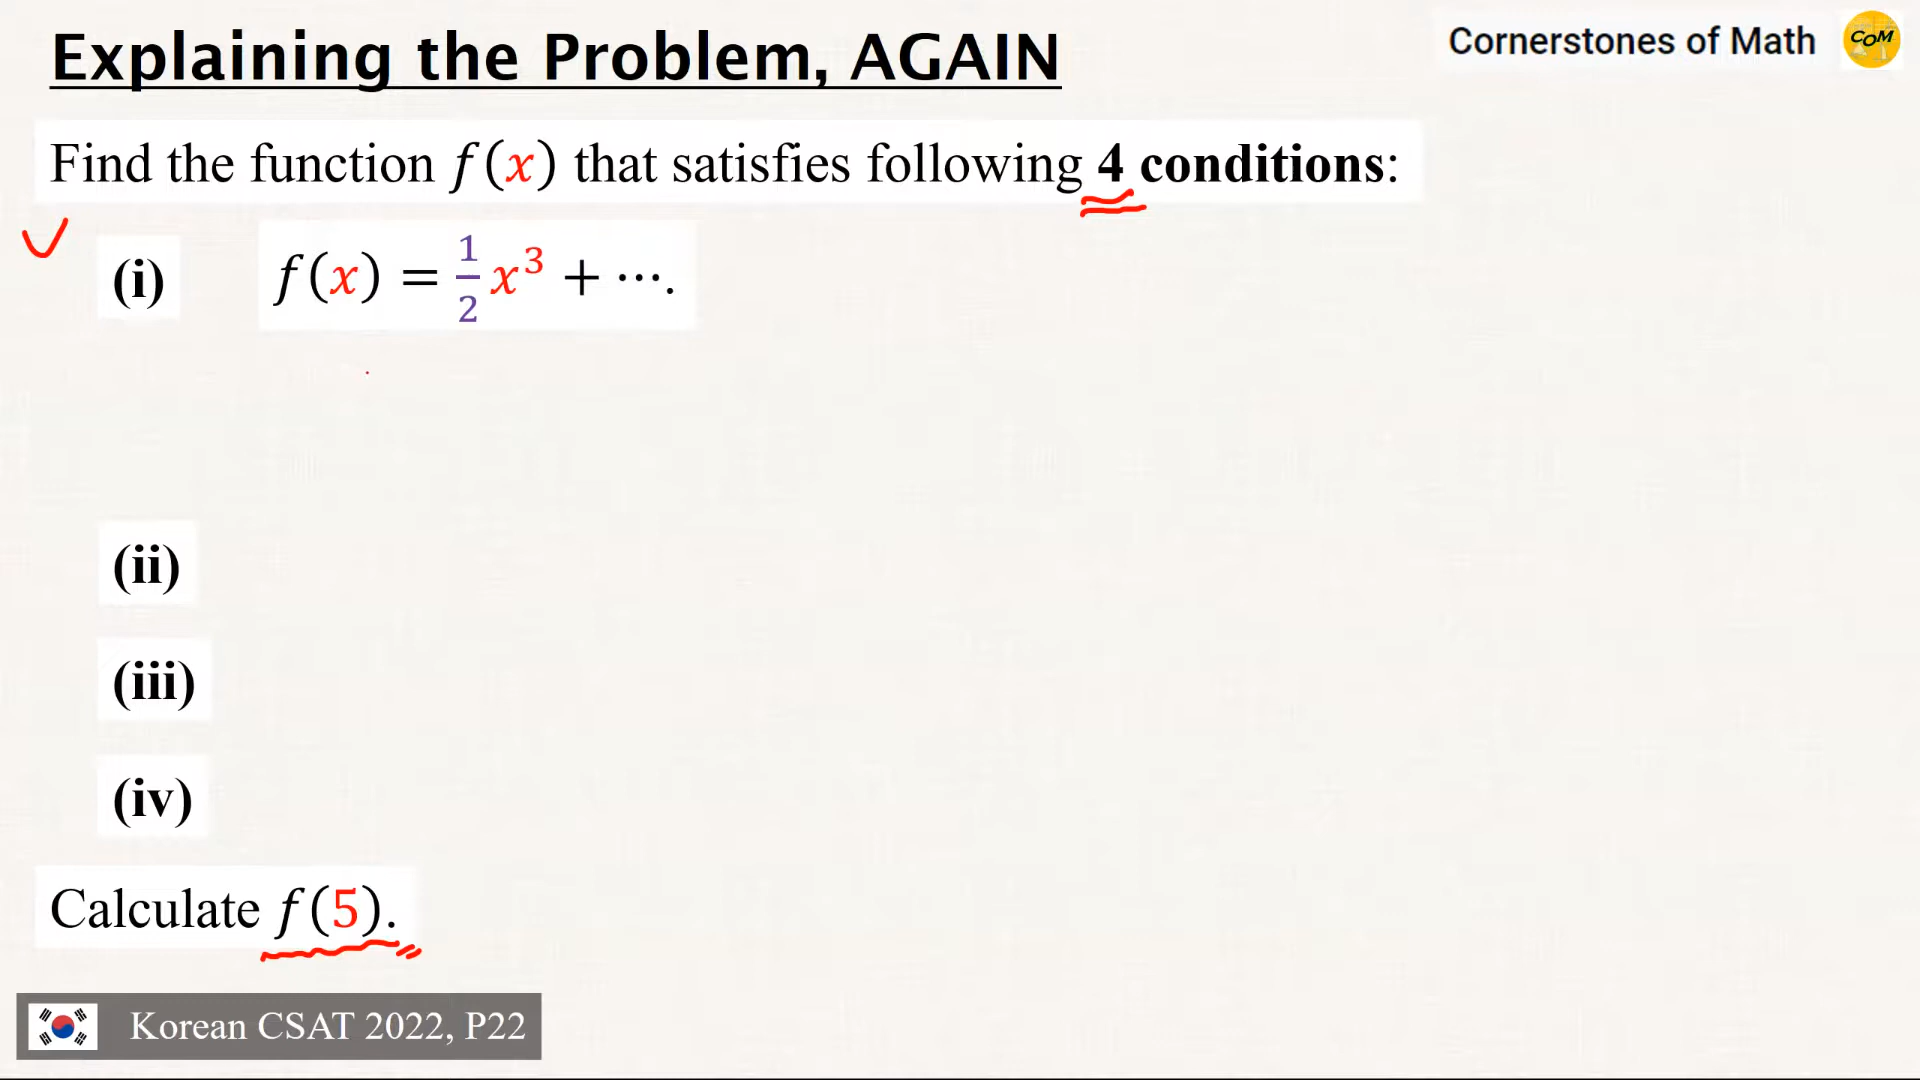 Explaining the Problem, AGAIN
Cornerstones of Math
COM
Find the function f(x) that satisfies following 4 conditions:
(i) f(x) = 1/2 x³ + ⋯.
(ii)
(iii)
(iv)
Calculate f(5).
Korean CSAT 2022, P22